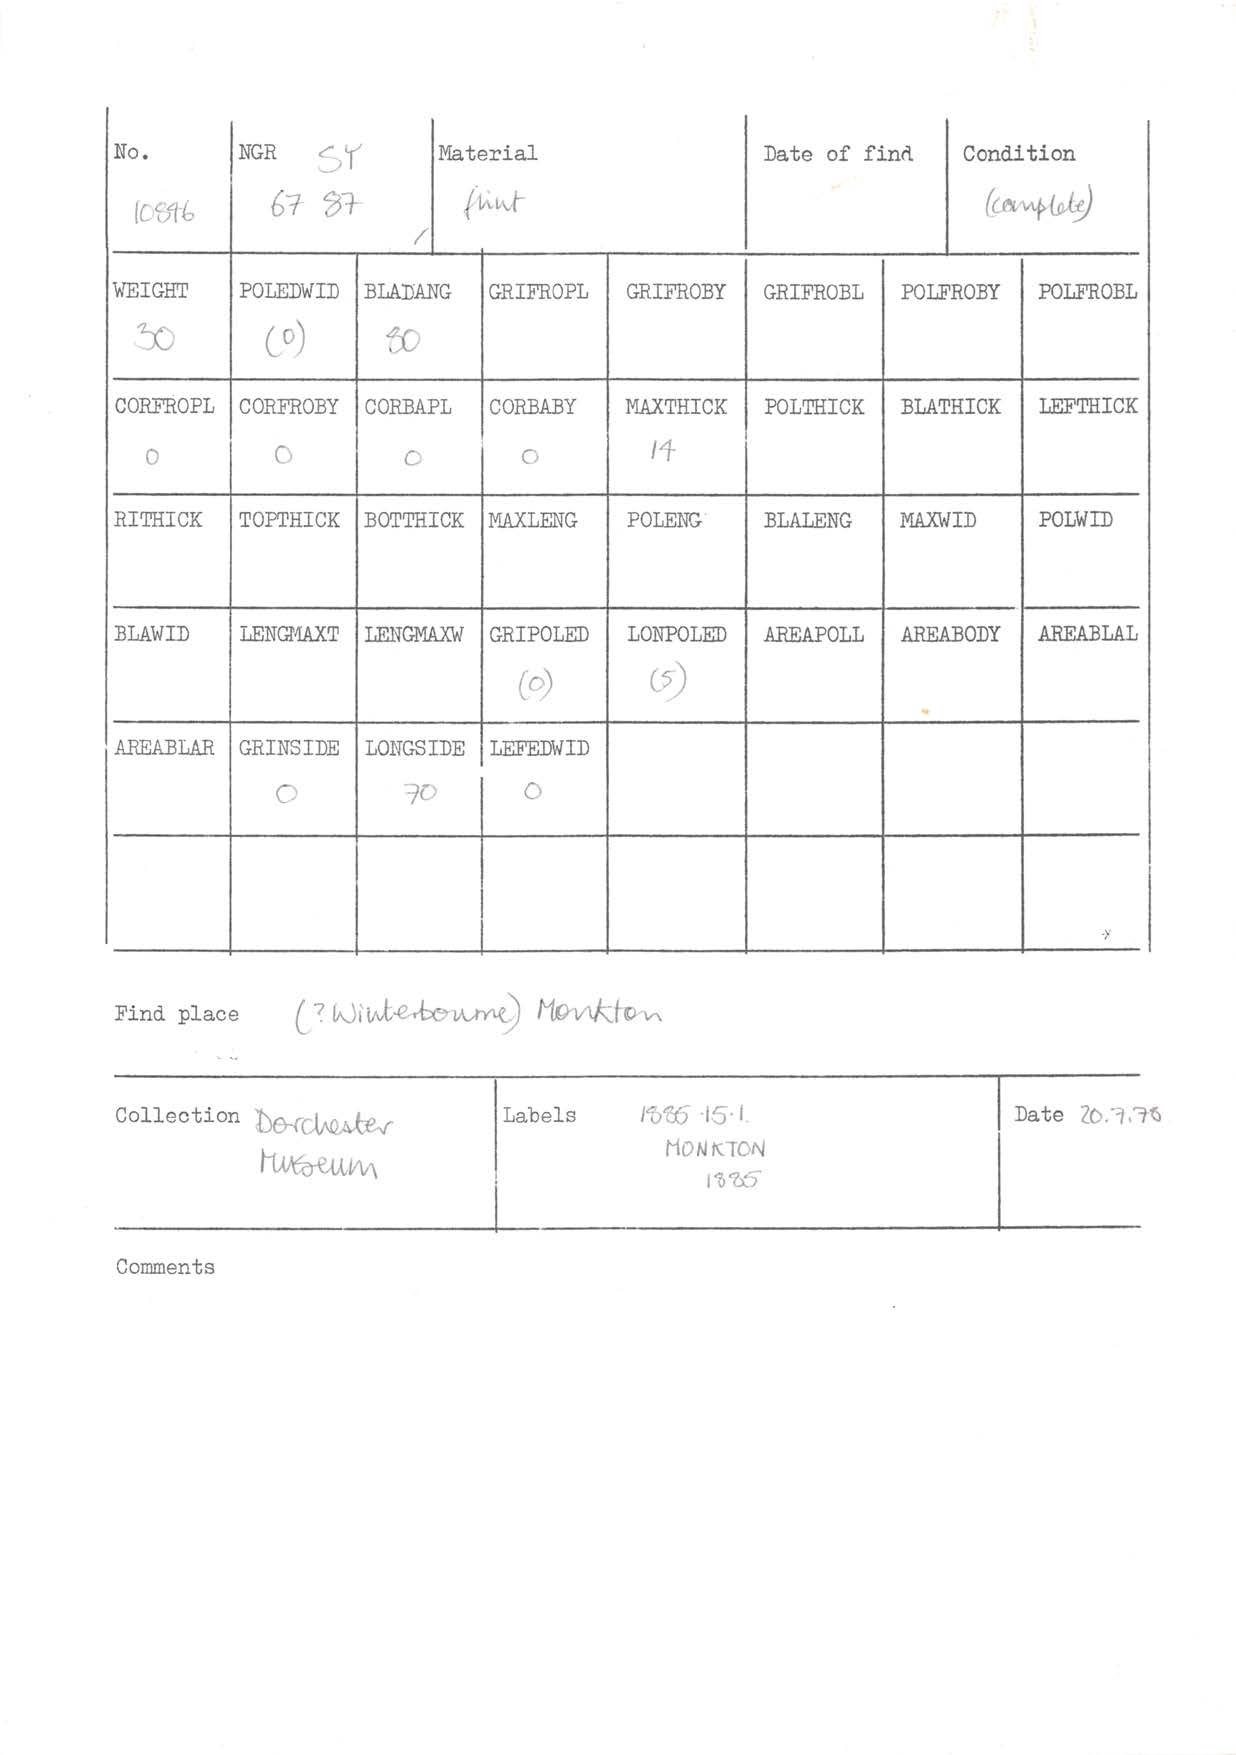 No. NGR SY Material Date of find Condition
10896 67 87 flint (complete)
WEIGHT POLEDWID BLADANG GRIFROPL GRIFROBY GRIFROBL POLFROBY POLFROBL
30 (0) 80
CORFROPL CORFROBY CORBAPL CORBABY MAXTHICK POLTHICK BLATHICK LEFTHICK
0 0 0 0 14
RITHICK TOPTHICK BOTTHICK MAXLENG POLENG BLALENG MAXWID POLWID
BLAWID LENGMAXT LENGMAXW GRIPOLED LONPOLED AREAPOLL AREABODY AREABLAL
(0) (5)
AREABLAR GRINSIDE LONGSIDE LEFEDWID
0 70 0
Find place (?Winterbourne) Monkton
Collection Dorchester Labels 1885·15·1. Date 20.7.78
Museum MONKTON
1885
Comments